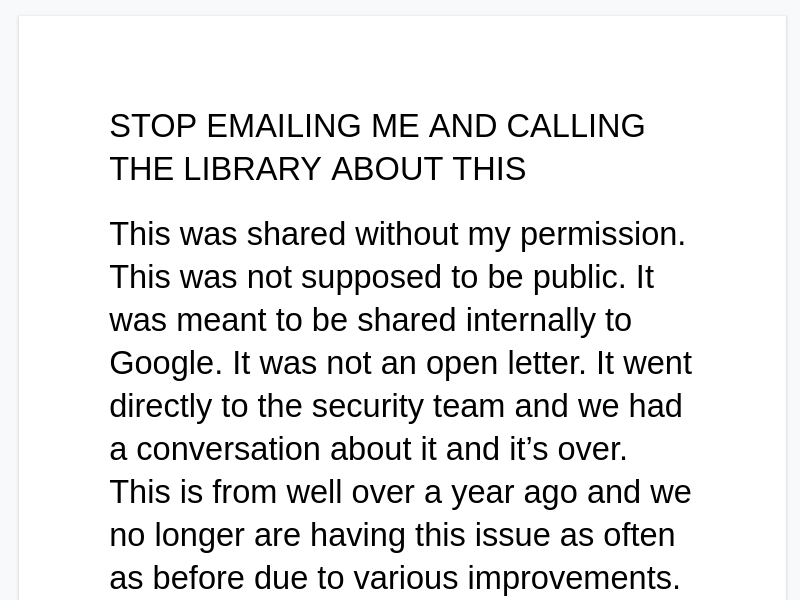 STOP EMAILING ME AND CALLING
THE LIBRARY ABOUT THIS
This was shared without my permission.
This was not supposed to be public. It
was meant to be shared internally to
Google. It was not an open letter. It went
directly to the security team and we had
a conversation about it and it’s over.
This is from well over a year ago and we
no longer are having this issue as often
as before due to various improvements.